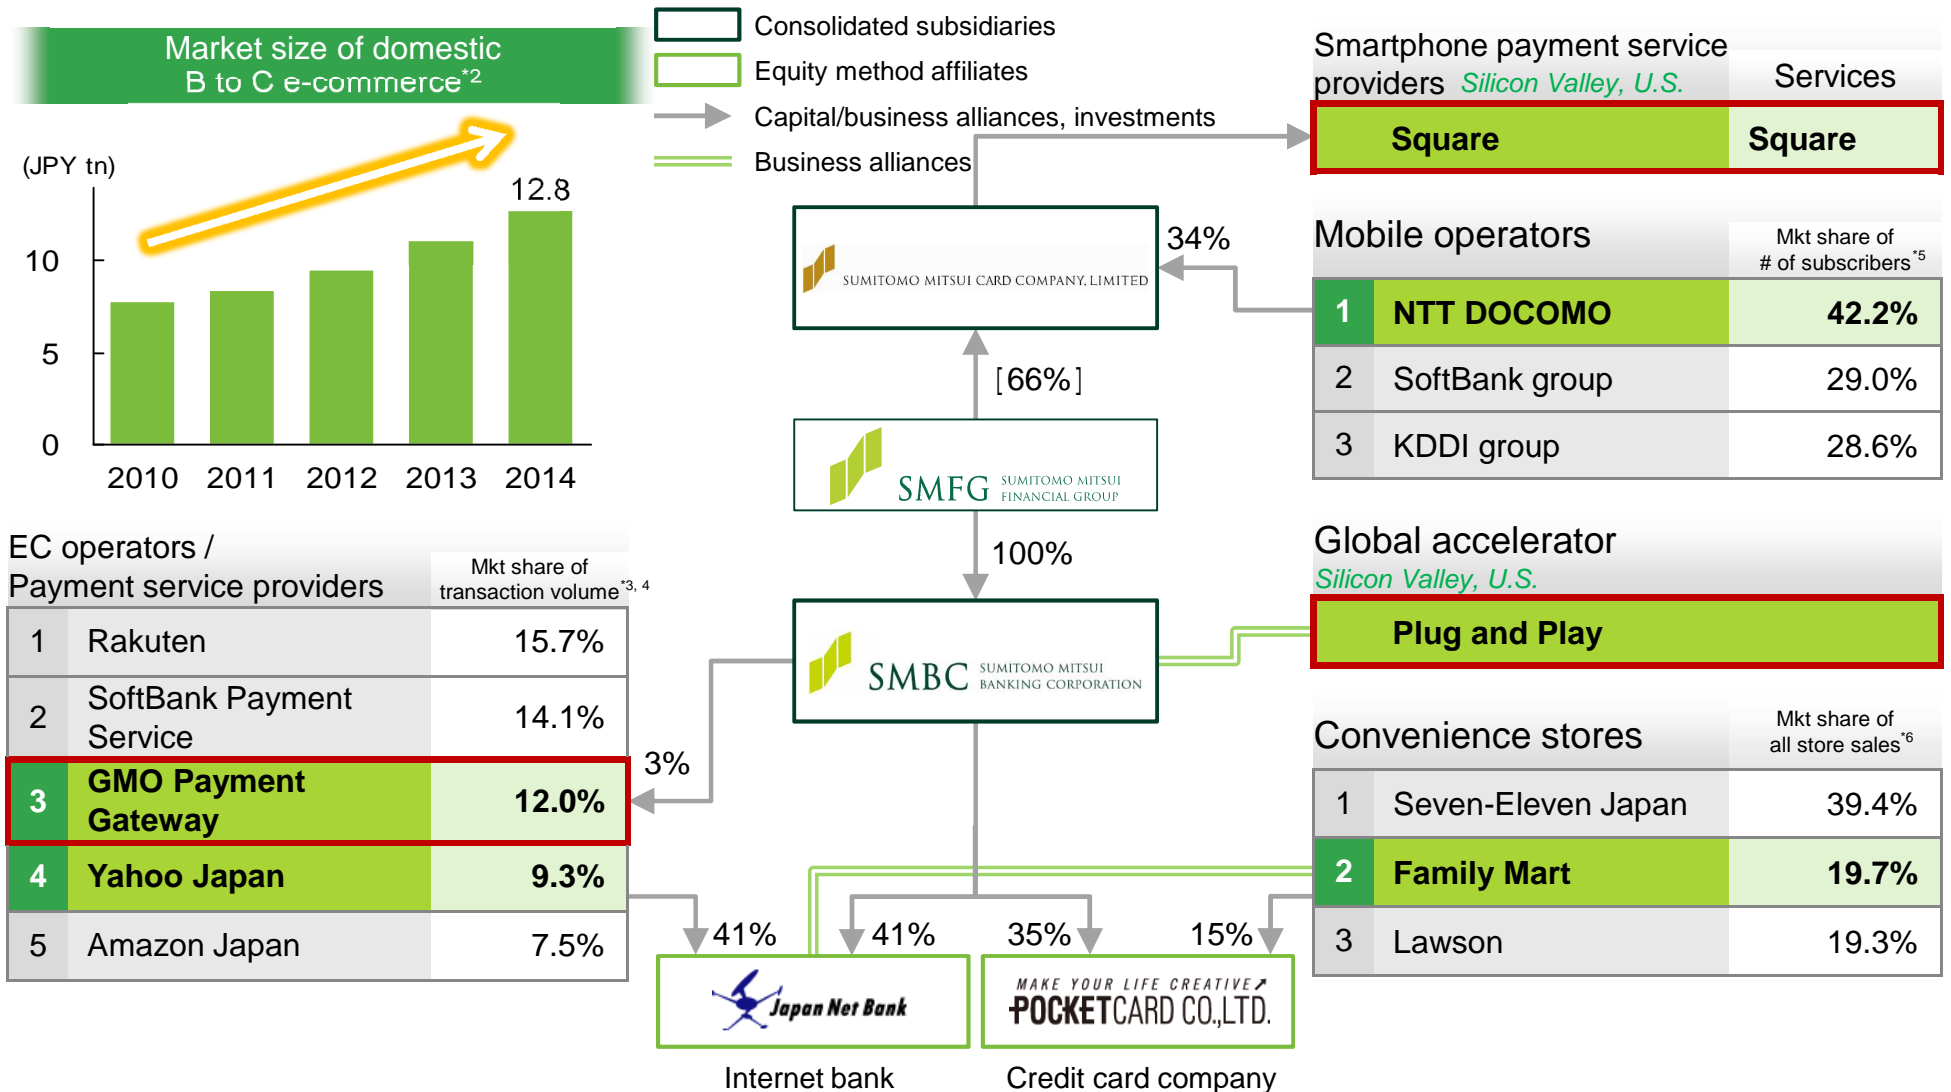 Market size of domestic
B to C e-commerce*2
(JPY tn)
12.8
10
5
0
2010 2011 2012 2013 2014
Consolidated subsidiaries
Equity method affiliates
Capital/business alliances, investments
Business alliances
Smartphone payment service
providers Silicon Valley, U.S.
Services
Square Square
SUMITOMO MITSUI CARD COMPANY, LIMITED
34%
Mobile operators
Mkt share of
# of subscribers*5
1 NTT DOCOMO 42.2%
2 SoftBank group 29.0%
3 KDDI group 28.6%
[66%]
SMFG SUMITOMO MITSUI
FINANCIAL GROUP
100%
EC operators /
Payment service providers
Mkt share of
transaction volume*3, 4
1 Rakuten 15.7%
2 SoftBank Payment
Service 14.1%
3 GMO Payment
Gateway 12.0%
4 Yahoo Japan 9.3%
5 Amazon Japan 7.5%
3%
SMBC SUMITOMO MITSUI
BANKING CORPORATION
Global accelerator
Silicon Valley, U.S.
Plug and Play
Convenience stores
Mkt share of
all store sales*6
1 Seven-Eleven Japan 39.4%
2 Family Mart 19.7%
3 Lawson 19.3%
41% 41% 35% 15%
Japan Net Bank
MAKE YOUR LIFE CREATIVE
POCKETCARD CO.,LTD.
Internet bank
Credit card company